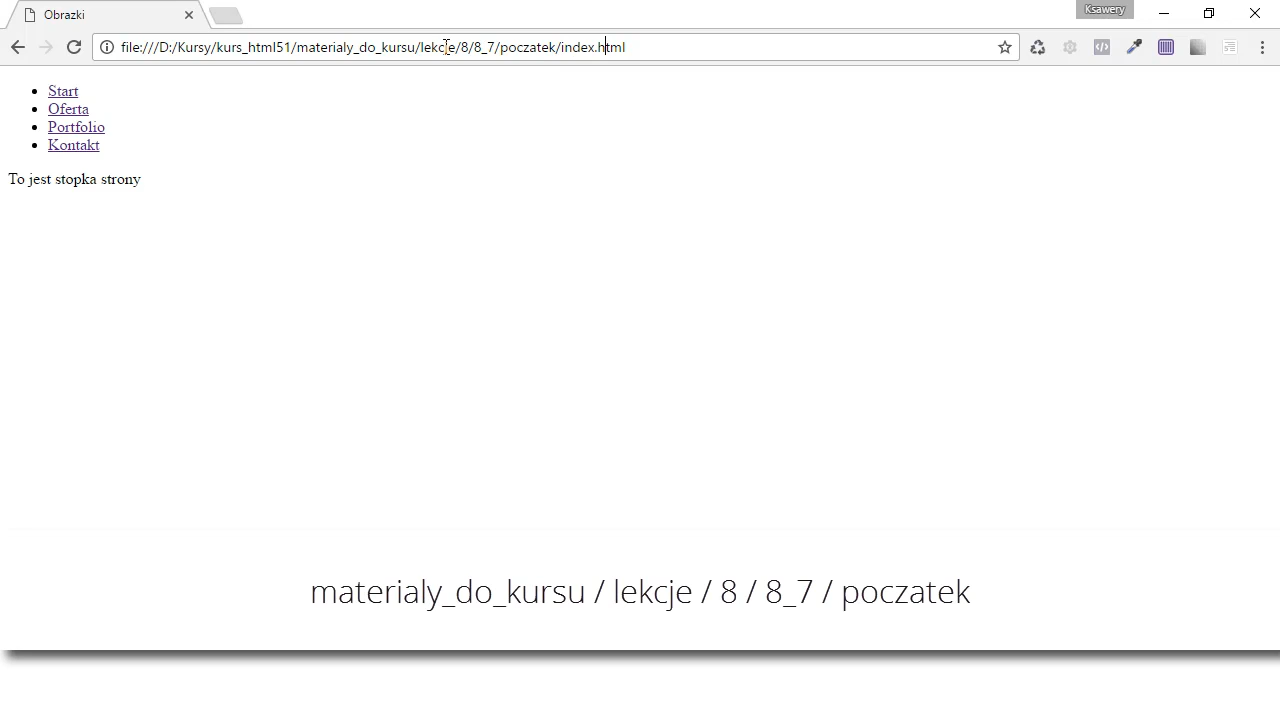 Obrazki
Ksawery
file:///D:/Kursy/kurs_html51/materialy_do_kursu/lekcje/8/8_7/poczatek/index.html
Start
Oferta
Portfolio
Kontakt
To jest stopka strony
materialy_do_kursu / lekcje / 8 / 8_7 / poczatek